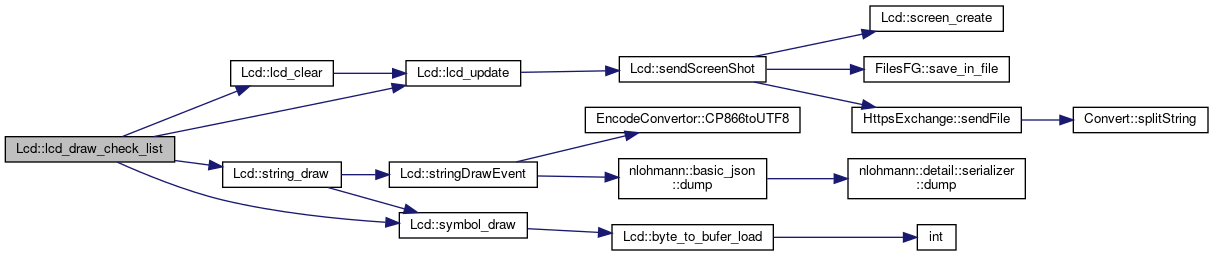 Lcd::lcd_draw_check_list
Lcd::lcd_clear
Lcd::lcd_update
Lcd::sendScreenShot
Lcd::screen_create
FilesFG::save_in_file
HttpsExchange::sendFile
Convert::splitString
Lcd::string_draw
Lcd::stringDrawEvent
EncodeConvertor::CP866toUTF8
nlohmann::basic_json
::dump
nlohmann::detail::serializer
::dump
Lcd::symbol_draw
Lcd::byte_to_bufer_load
int